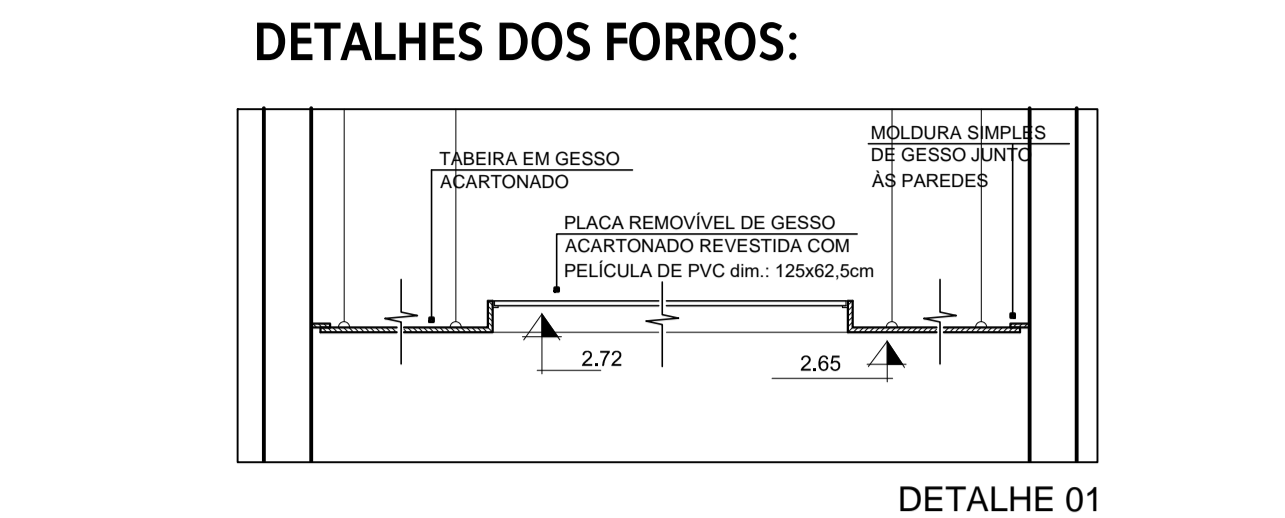 DETALHES DOS FORROS:
MOLDURA SIMPLES
DE GESSO JUNTO
ÀS PAREDES
TABEIRA EM GESSO
ACARTONADO
PLACA REMOVÍVEL DE GESSO
ACARTONADO REVESTIDA COM
PELÍCULA DE PVC dim.: 125x62,5cm
2.72
2.65
DETALHE 01